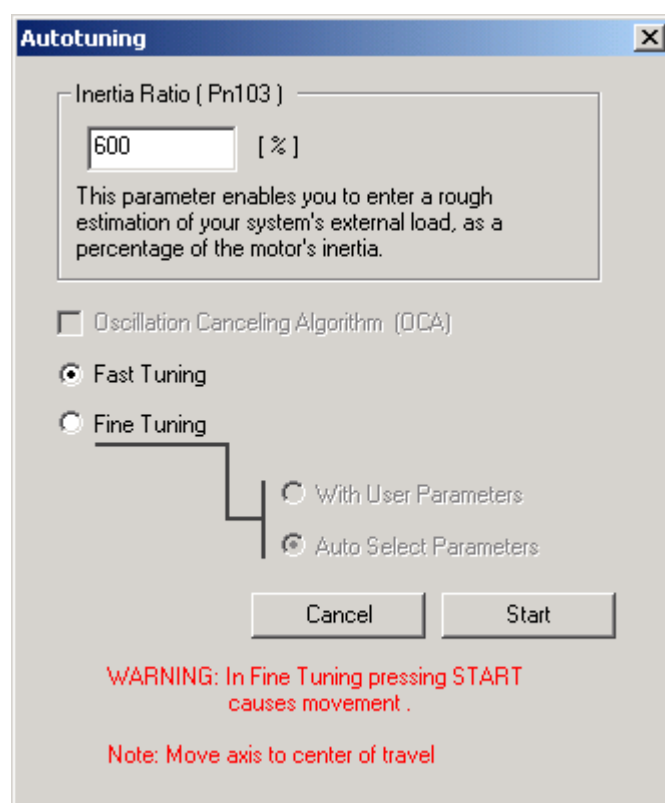 Autotuning
Inertia Ratio ( Pn103 )
600 [ % ]
This parameter enables you to enter a rough
estimation of your system's external load, as a
percentage of the motor's inertia.
Oscillation Canceling Algorithm (OCA)
Fast Tuning
Fine Tuning
With User Parameters
Auto Select Parameters
Cancel Start
WARNING: In Fine Tuning pressing START
causes movement .
Note: Move axis to center of travel